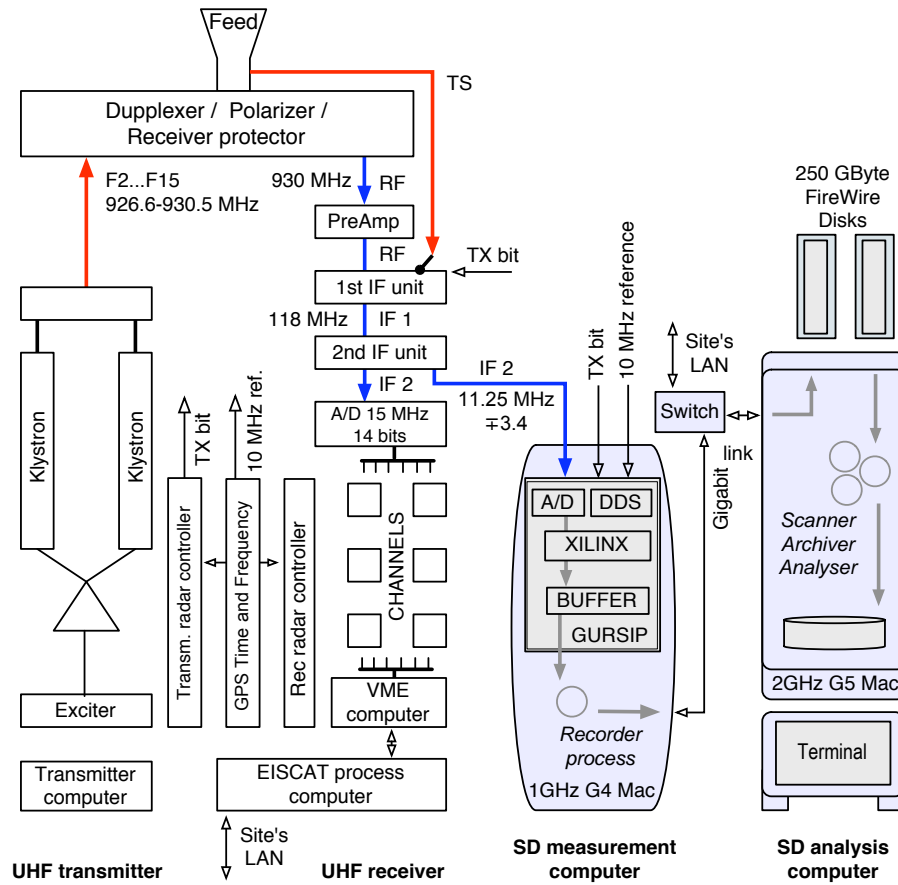 Feed
TS
Dupplexer / Polarizer /
Receiver protector
F2...F15
926.6-930.5 MHz
930 MHz
RF
PreAmp
RF
TX bit
1st IF unit
118 MHz
IF 1
2nd IF unit
IF 2
IF 2
11.25 MHz
∓3.4
A/D 15 MHz
14 bits
Klystron
Klystron
TX bit
10 MHz ref.
Transm. radar controller
GPS Time and Frequency
Rec radar controller
CHANNELS
VME
computer
Exciter
Transmitter
computer
EISCAT process
computer
Site's
LAN
UHF transmitter
UHF receiver
TX bit
10 MHz reference
A/D
DDS
XILINX
BUFFER
GURSIP
Recorder
process
1GHz G4 Mac
SD measurement
computer
Site's
LAN
Switch
Gigabit
link
250 GByte
FireWire
Disks
Scanner
Archiver
Analyser
2GHz G5 Mac
Terminal
SD analysis
computer